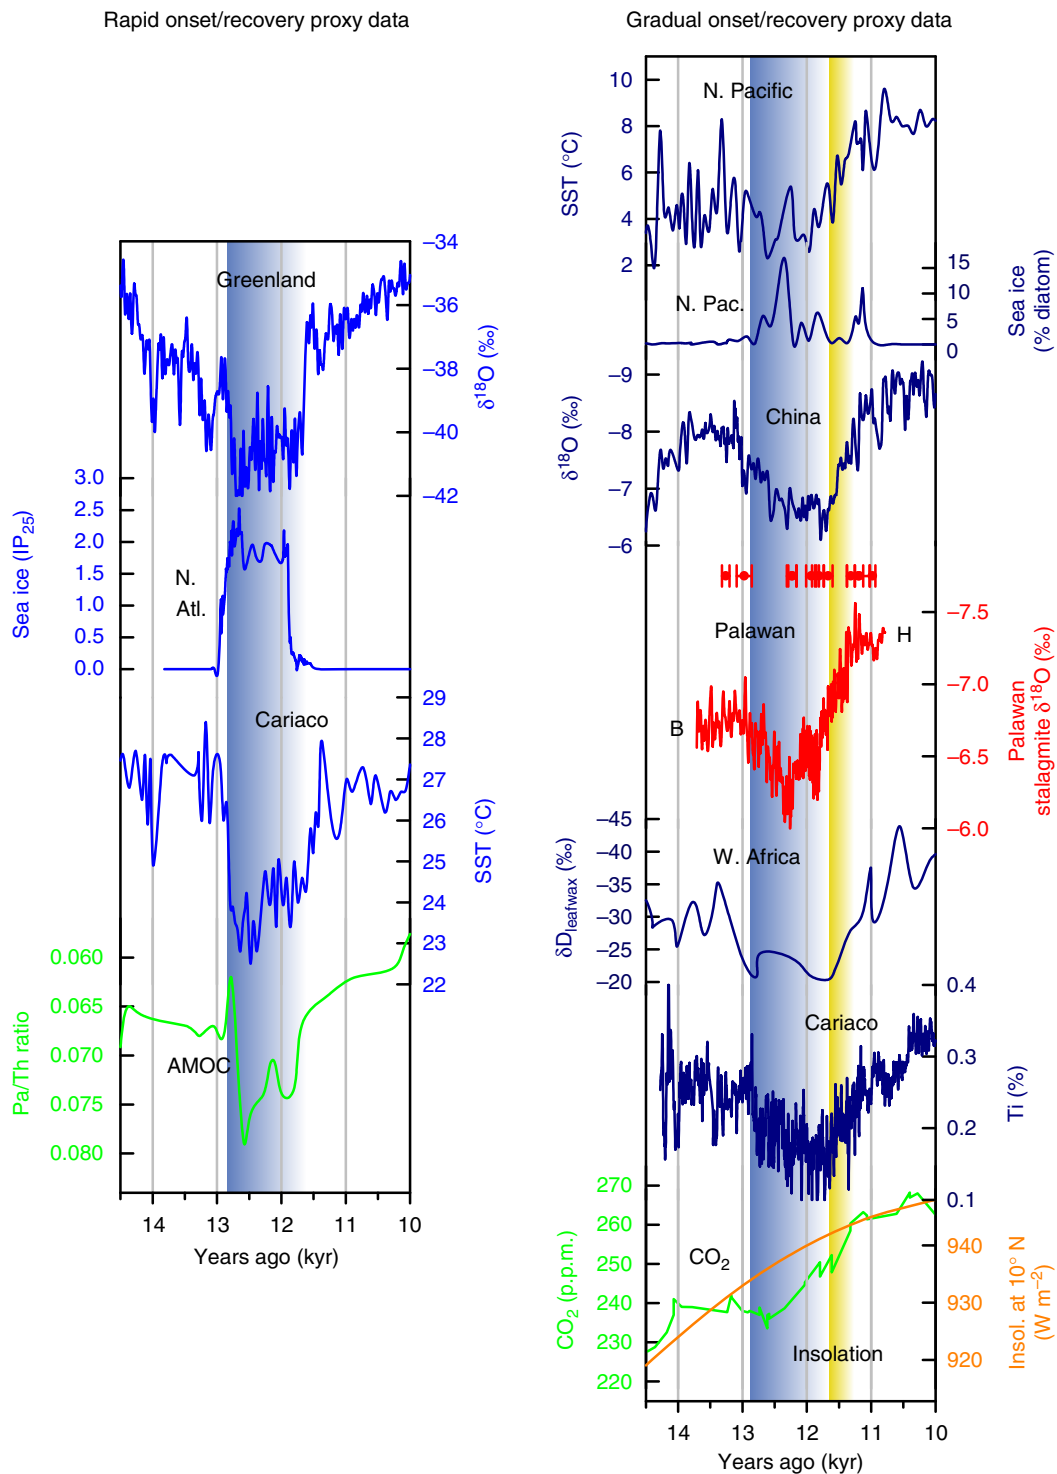 Rapid onset/recovery proxy data
Greenland
−34
−36
−38
−40
−42
δ18O (‰)
3.0
2.5
2.0
1.5
1.0
0.5
0.0
Sea ice (IP25)
N.
Atl.
29
28
27
26
25
24
23
22
SST (°C)
Cariaco
0.060
0.065
0.070
0.075
0.080
Pa/Th ratio
AMOC
14 13 12 11 10
Years ago (kyr)
Gradual onset/recovery proxy data
10
8
6
4
2
SST (°C)
N. Pacific
15
10
5
0
Sea ice
(% diatom)
N. Pac.
−9
−8
−7
−6
δ18O (‰)
China
Palawan
H
B
−7.5
−7.0
−6.5
−6.0
Palawan
stalagmite δ18O (‰)
−45
−40
−35
−30
−25
−20
δDleafwax (‰)
W. Africa
0.4
0.3
0.2
0.1
Ti (%)
Cariaco
270
260
250
240
230
220
CO2 (p.p.m.)
CO2
940
930
920
Insol. at 10° N
(W m−2)
Insolation
14 13 12 11 10
Years ago (kyr)